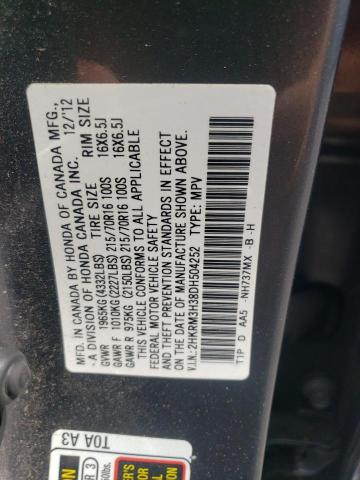 MFD. IN CANADA BY HONDA OF CANADA MFG.,
- A DIVISION OF HONDA CANADA INC. 12/'12
TIRE SIZE RIM SIZE
GVWR 1965KG(4332LBS)
GAWR F 1010KG(2227LBS) 215/70R16 100S 16X6.5J
GAWR R 975KG (2150LBS) 215/70R16 100S 16X6.5J
THIS VEHICLE CONFORMS TO ALL APPLICABLE
FEDERAL MOTOR VEHICLE SAFETY
AND THEFT PREVENTION STANDARDS IN EFFECT
ON THE DATE OF MANUFACTURE SHOWN ABOVE.
V.I.N.: 2HKRM3H38DH504252 TYPE: MPV
T1P D AA5 -NH737MX -B -H
T0A A3